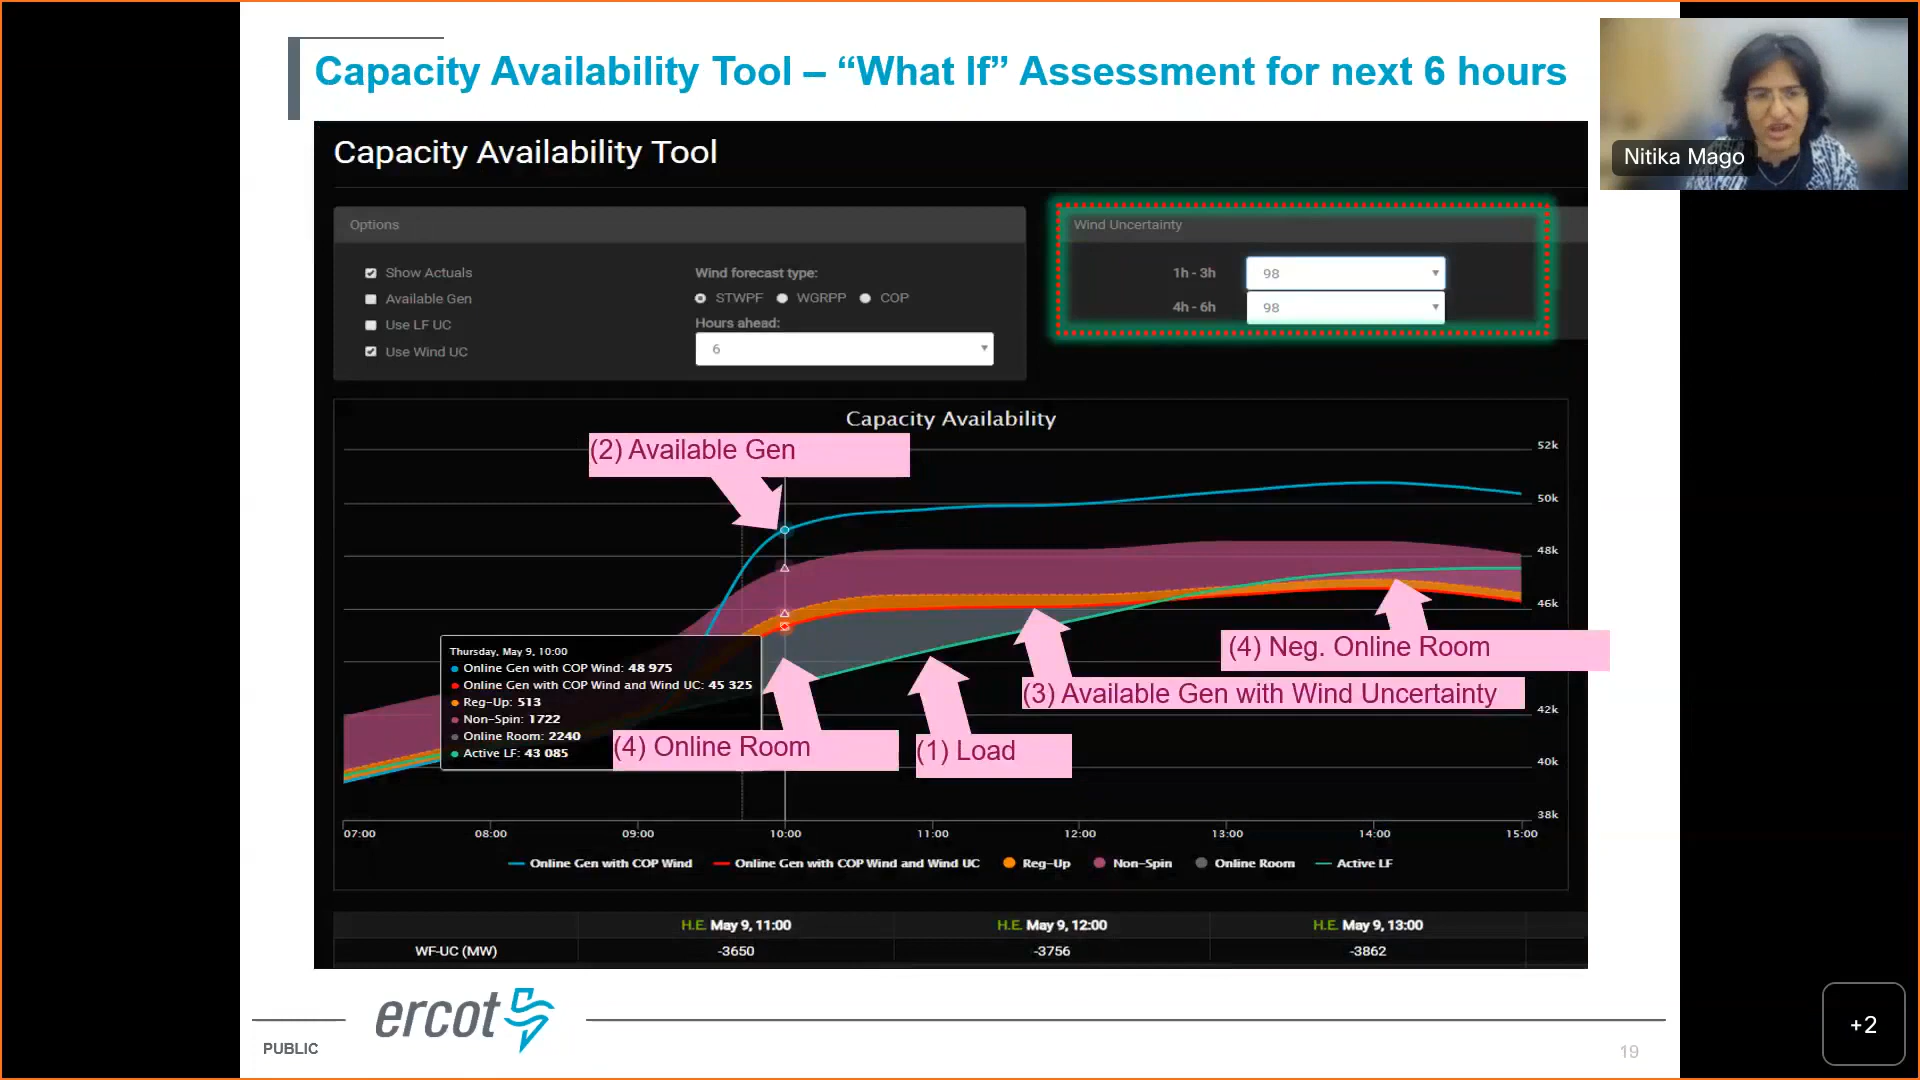 Capacity Availability Tool – “What If” Assessment for next 6 hours
Nitika Mago
Capacity Availability Tool
Options
Show Actuals
Available Gen
Use LF UC
Use Wind UC
Wind forecast type:
STWPF WGRPP COP
Hours ahead:
6
Wind Uncertainty
1h - 3h 98
4h - 6h 98
Capacity Availability
(2) Available Gen
52k
50k
48k
46k
42k
40k
38k
(4) Neg. Online Room
(3) Available Gen with Wind Uncertainty
(4) Online Room
(1) Load
Thursday, May 9, 10:00
Online Gen with COP Wind: 48 975
Online Gen with COP Wind and Wind UC: 45 325
Reg-Up: 513
Non-Spin: 1722
Online Room: 2240
Active LF: 43 085
07:00 08:00 09:00 10:00 11:00 12:00 13:00 14:00 15:00
Online Gen with COP Wind Online Gen with COP Wind and Wind UC Reg-Up Non-Spin Online Room Active LF
H.E. May 9, 11:00 H.E. May 9, 12:00 H.E. May 9, 13:00
WF-UC (MW) -3650 -3756 -3862
ercot
PUBLIC
19
+2